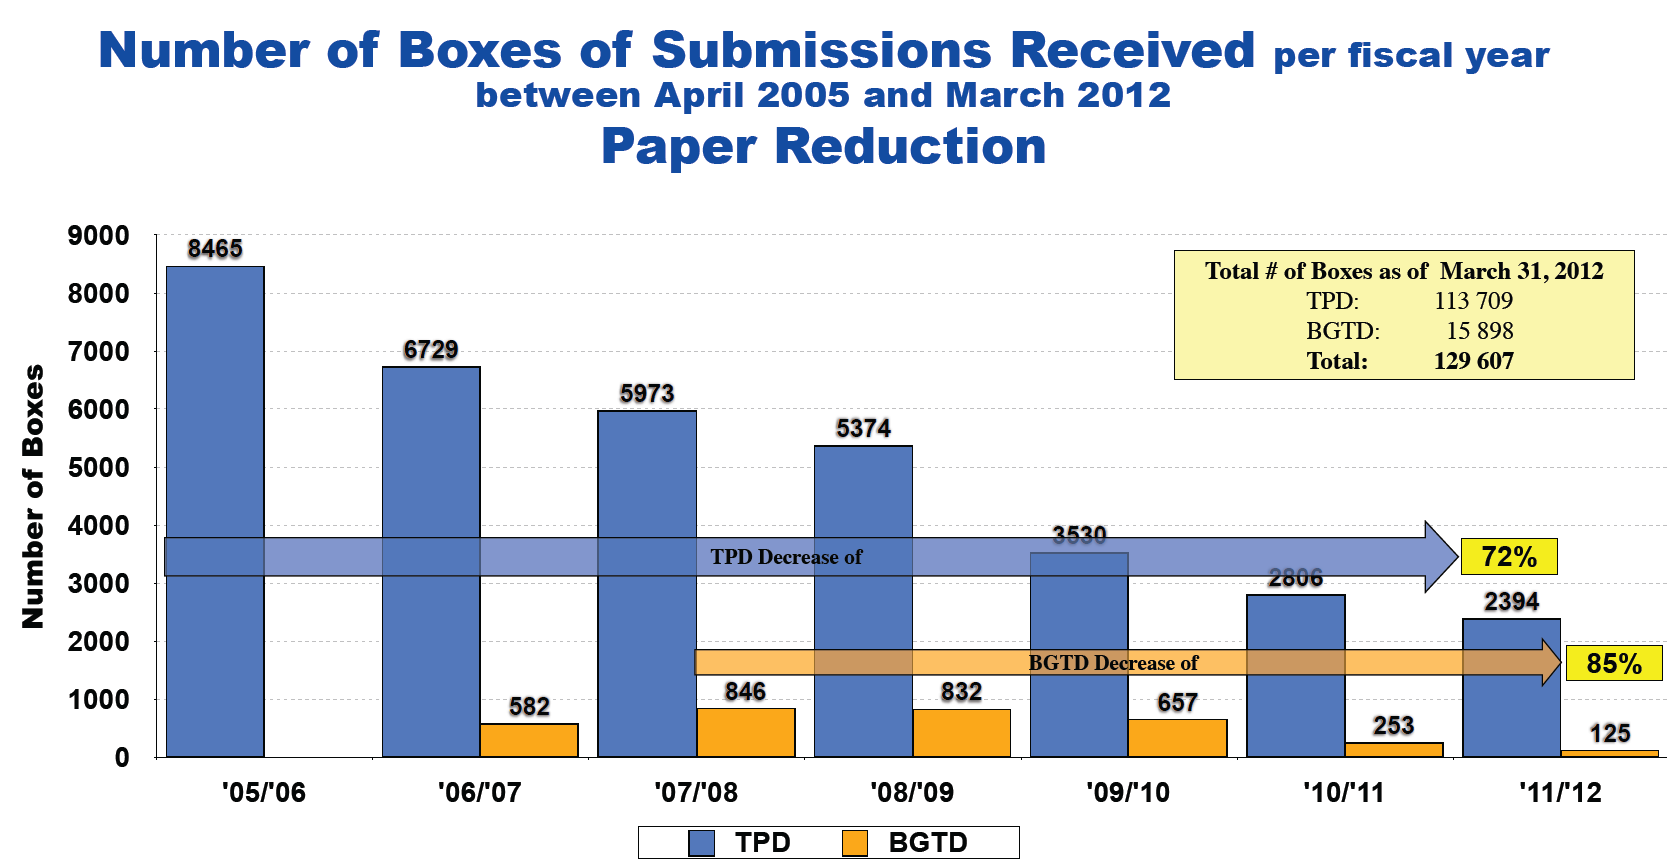 Number of Boxes of Submissions Received per fiscal year
between April 2005 and March 2012
Paper Reduction
Number of Boxes
9000
8000
7000
6000
5000
4000
3000
2000
1000
0
8465
6729
5973
5374
3530
2806
2394
582
846
832
657
253
125
Total # of Boxes as of March 31, 2012
TPD: 113 709
BGTD: 15 898
Total: 129 607
TPD Decrease of
72%
BGTD Decrease of
85%
'05/'06 '06/'07 '07/'08 '08/'09 '09/'10 '10/'11 '11/'12
TPD BGTD